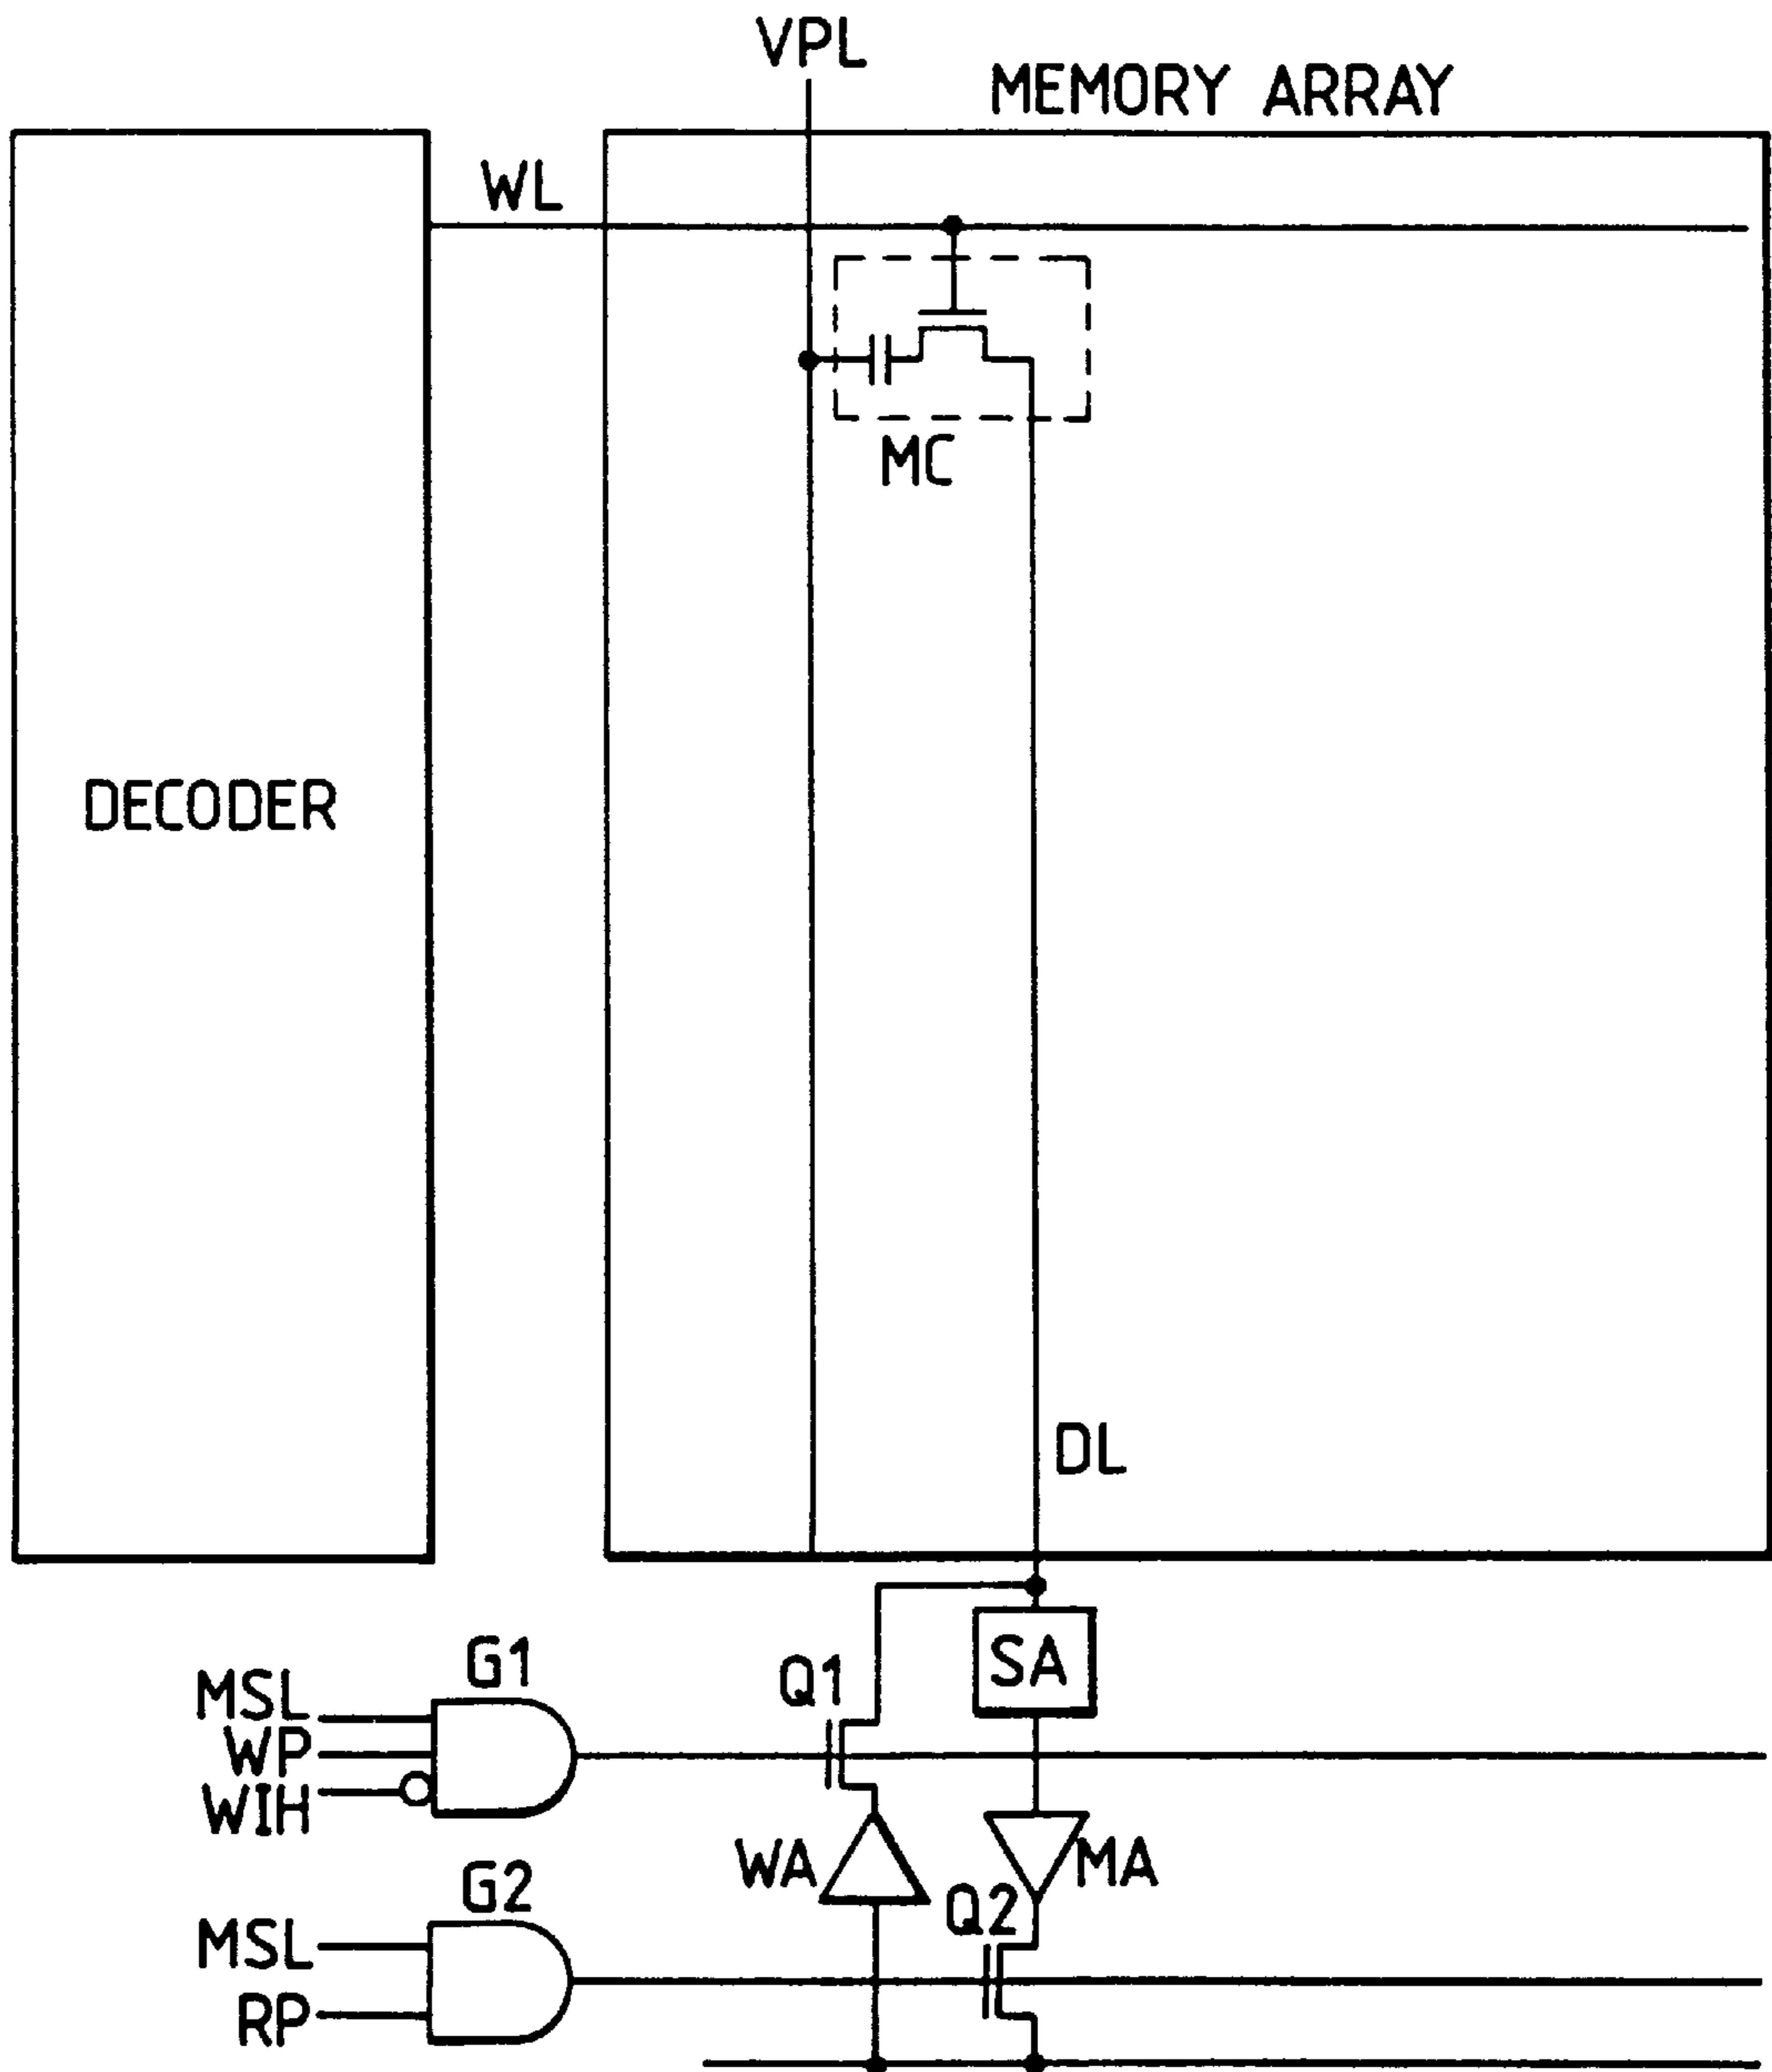 VPL
MEMORY ARRAY
WL
MC
DECODER
DL
G1
Q1
SA
MSL
WP
WIH
WA
MA
G2
Q2
MSL
RP